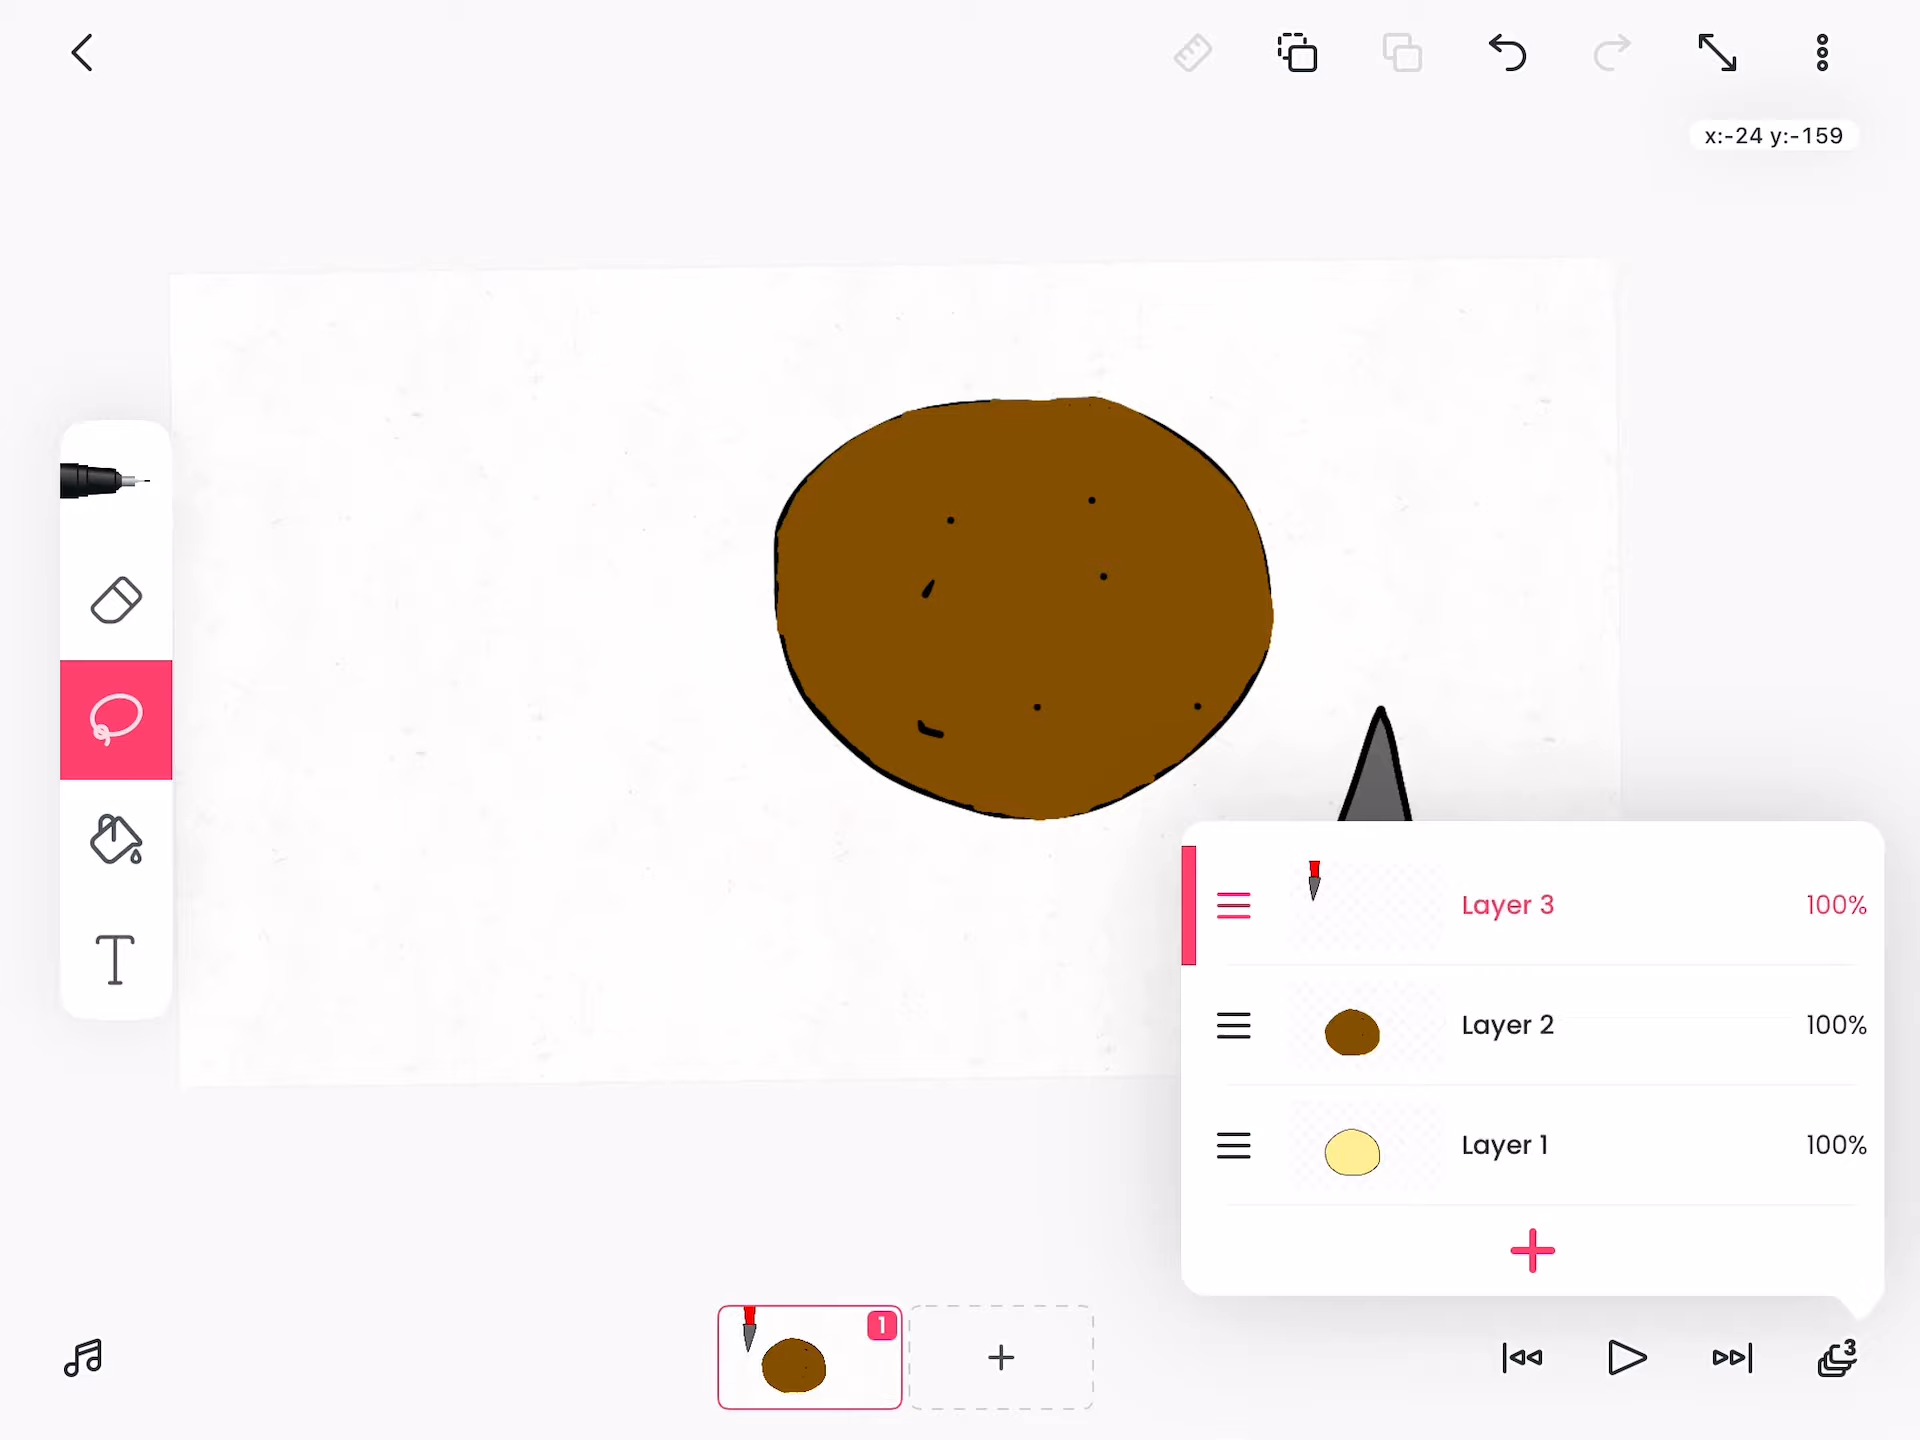 x:-24 y:-159
Layer 3 100%
Layer 2 100%
Layer 1 100%
1
3